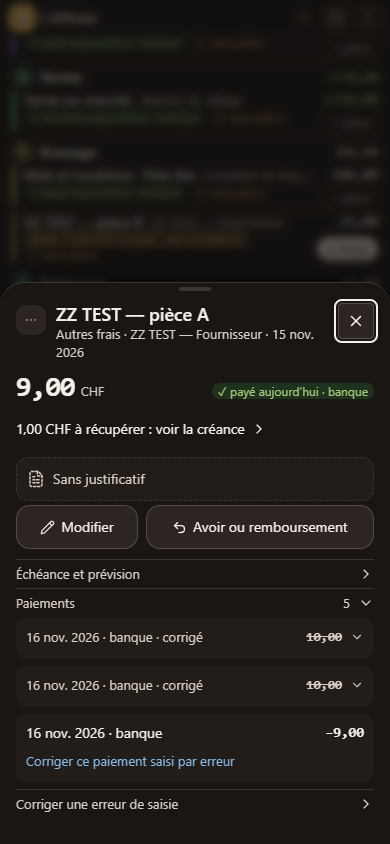 ZZ TEST — pièce A
Autres frais · ZZ TEST — Fournisseur · 15 nov.
2026
9,00 CHF
✓ payé aujourd'hui · banque
1,00 CHF à récupérer : voir la créance
Sans justificatif
Modifier
Avoir ou remboursement
Échéance et prévision
Paiements
5
16 nov. 2026 · banque · corrigé
10,00
16 nov. 2026 · banque · corrigé
10,00
16 nov. 2026 · banque
−9,00
Corriger ce paiement saisi par erreur
Corriger une erreur de saisie